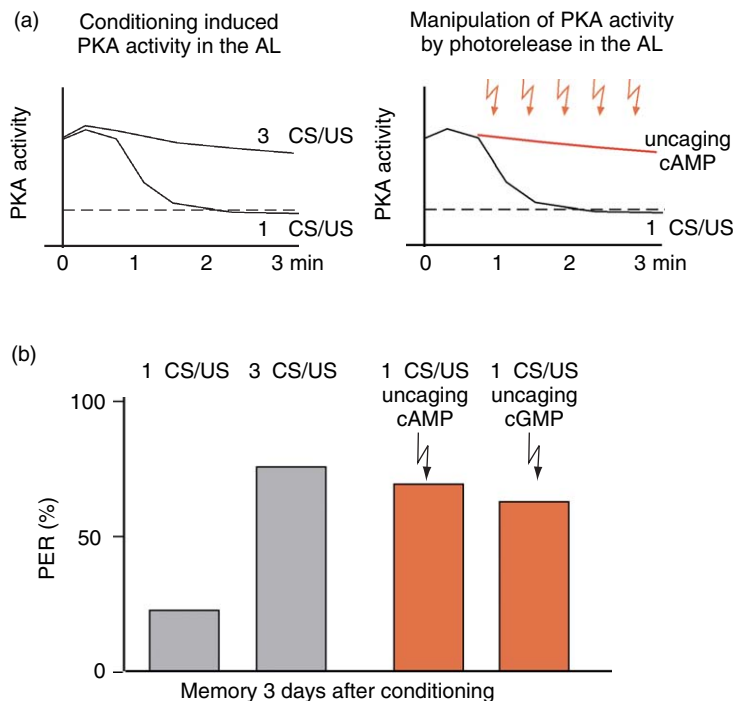 (a)
Conditioning induced
PKA activity in the AL
PKA activity
3 CS/US
1 CS/US
0 1 2 3 min
Manipulation of PKA activity
by photorelease in the AL
PKA activity
uncaging
cAMP
1 CS/US
0 1 2 3 min
(b)
1 CS/US
3 CS/US
1 CS/US
uncaging
cAMP
1 CS/US
uncaging
cGMP
PER (%)
100
50
0
Memory 3 days after conditioning